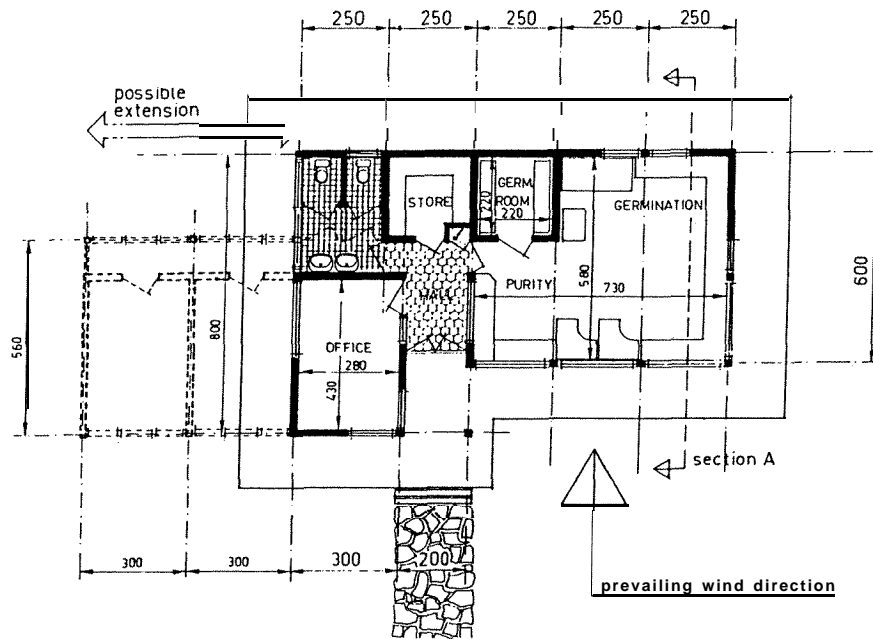 250 250 250 250 250
possible
extension
STORE
GERM.
ROOM
220
220
GERMINATION
HALL
PURITY
580
730
600
800
560
OFFICE
280
430
section A
300 300 300 200
prevailing wind direction